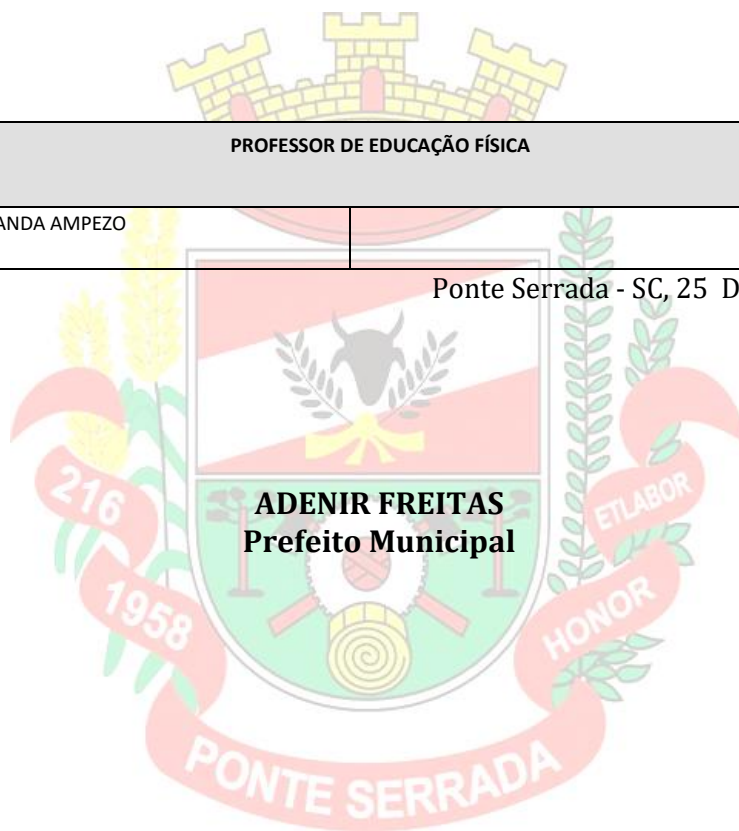 PROFESSOR DE EDUCAÇÃO FÍSICA
ANDA AMPEZO
Ponte Serrada - SC, 25 D
ADENIR FREITAS
Prefeito Municipal
216
1958
PONTE SERRADA
HONOR
ETLABOR